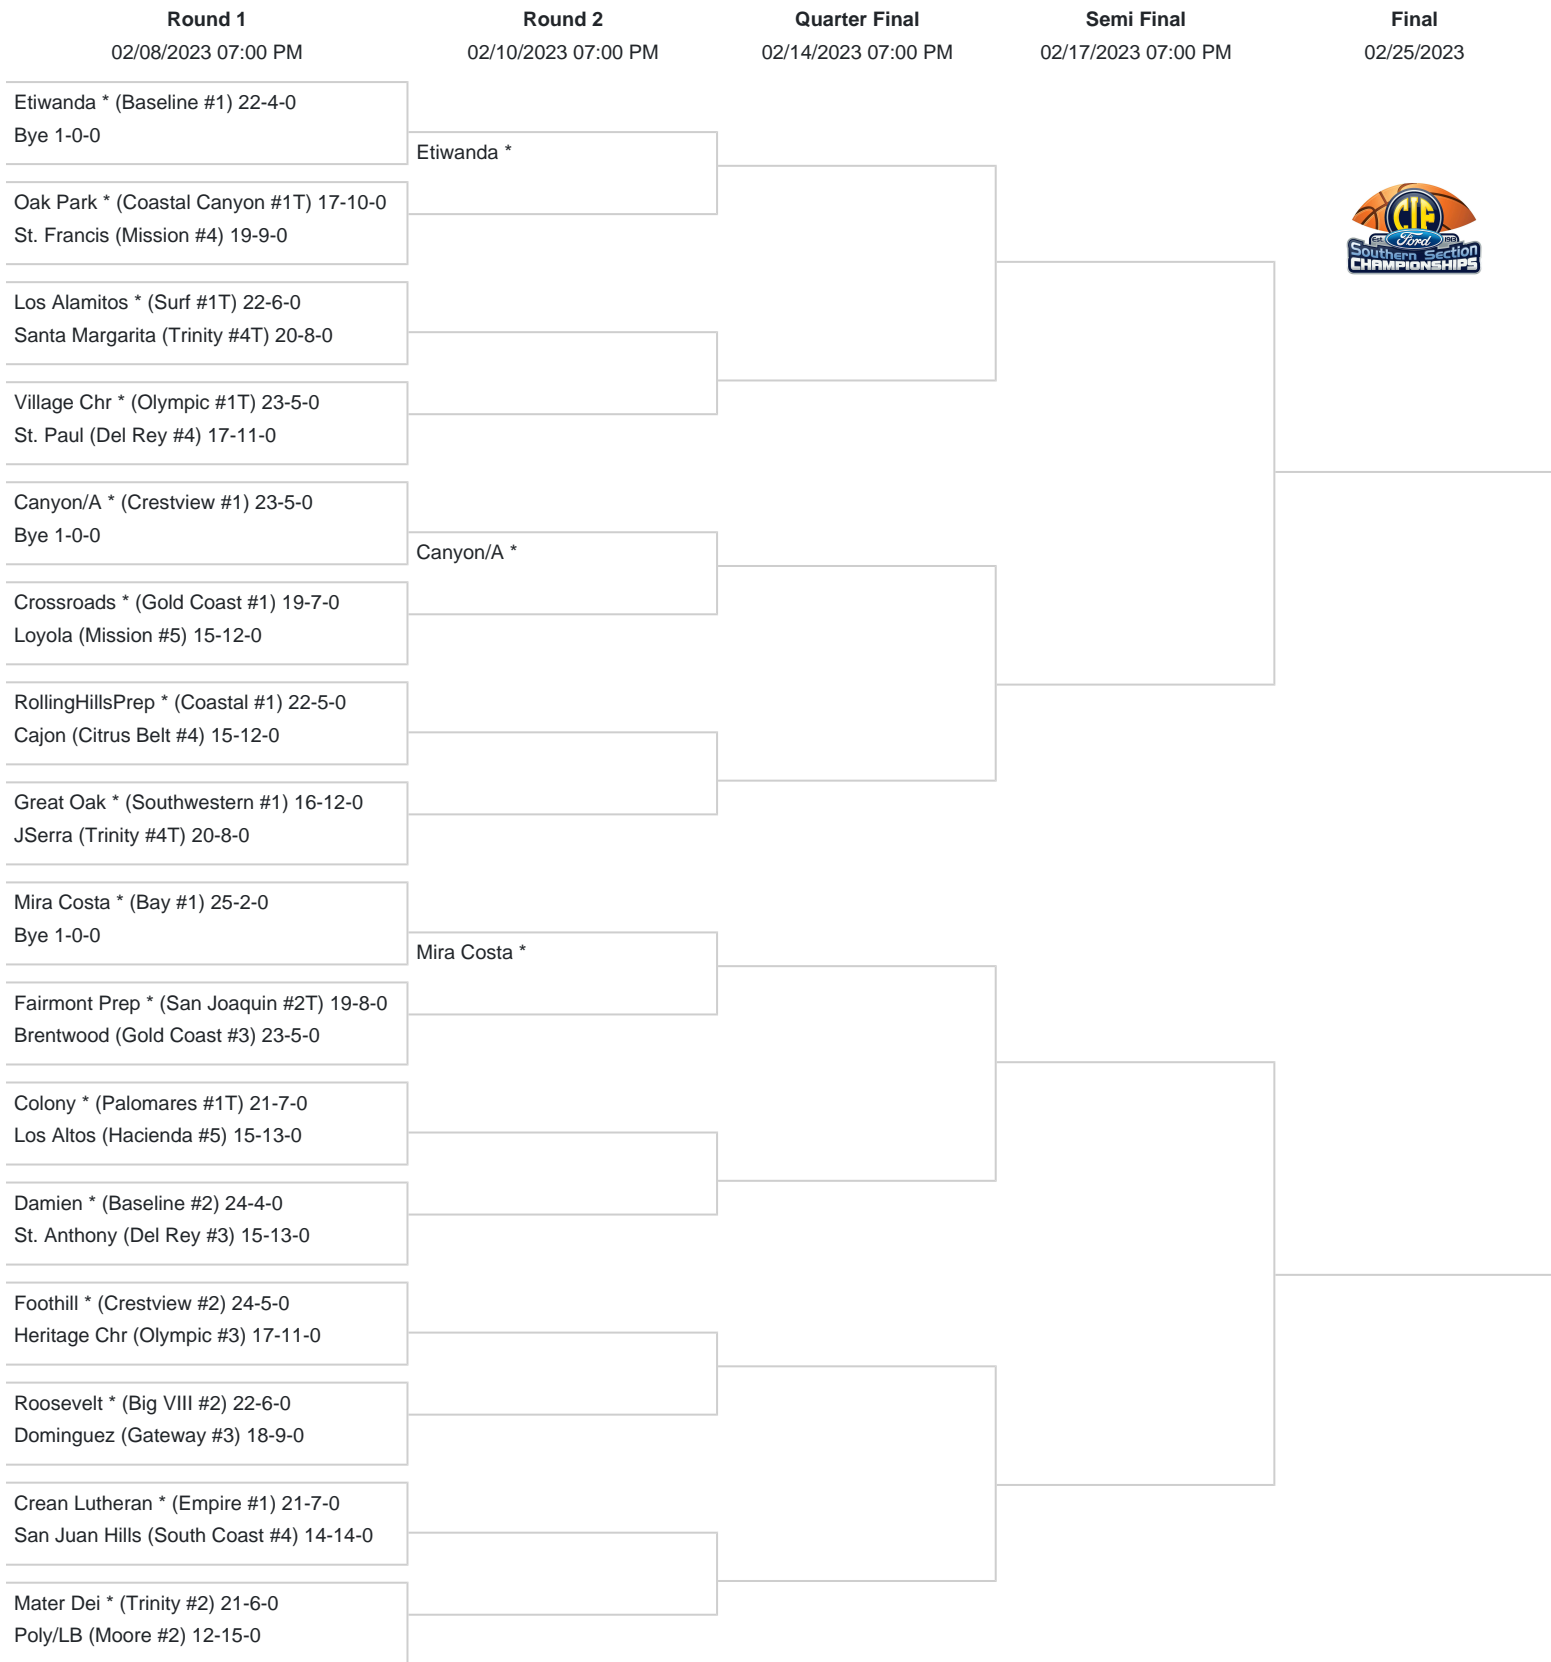 Round 1
02/08/2023 07:00 PM
Round 2
02/10/2023 07:00 PM
Quarter Final
02/14/2023 07:00 PM
Semi Final
02/17/2023 07:00 PM
Final
02/25/2023
Etiwanda * (Baseline #1) 22-4-0
Bye 1-0-0
Oak Park * (Coastal Canyon #1T) 17-10-0
St. Francis (Mission #4) 19-9-0
Los Alamitos * (Surf #1T) 22-6-0
Santa Margarita (Trinity #4T) 20-8-0
Village Chr * (Olympic #1T) 23-5-0
St. Paul (Del Rey #4) 17-11-0
Canyon/A * (Crestview #1) 23-5-0
Bye 1-0-0
Crossroads * (Gold Coast #1) 19-7-0
Loyola (Mission #5) 15-12-0
RollingHillsPrep * (Coastal #1) 22-5-0
Cajon (Citrus Belt #4) 15-12-0
Great Oak * (Southwestern #1) 16-12-0
JSerra (Trinity #4T) 20-8-0
Mira Costa * (Bay #1) 25-2-0
Bye 1-0-0
Fairmont Prep * (San Joaquin #2T) 19-8-0
Brentwood (Gold Coast #3) 23-5-0
Colony * (Palomares #1T) 21-7-0
Los Altos (Hacienda #5) 15-13-0
Damien * (Baseline #2) 24-4-0
St. Anthony (Del Rey #3) 15-13-0
Foothill * (Crestview #2) 24-5-0
Heritage Chr (Olympic #3) 17-11-0
Roosevelt * (Big VIII #2) 22-6-0
Dominguez (Gateway #3) 18-9-0
Crean Lutheran * (Empire #1) 21-7-0
San Juan Hills (South Coast #4) 14-14-0
Mater Dei * (Trinity #2) 21-6-0
Poly/LB (Moore #2) 12-15-0
Etiwanda *
Canyon/A *
Mira Costa *
CIF
Est. Ford 1913
Southern Section
CHAMPIONSHIPS